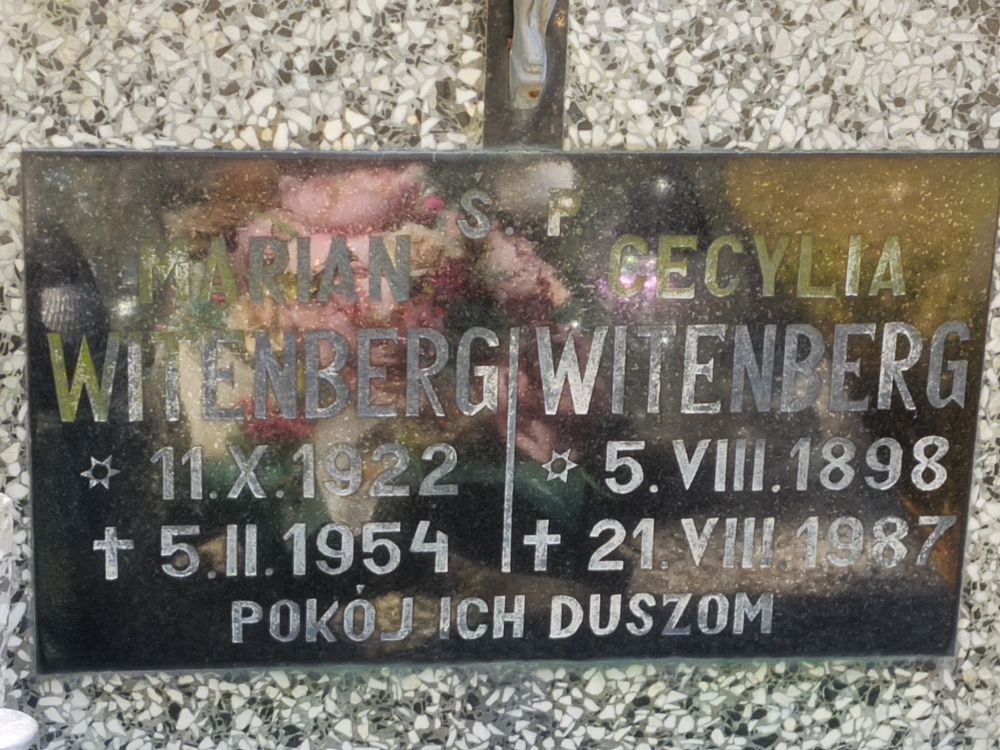 Ś. P.
MARIAN
WITENBERG
11.X.1922
5.II.1954
CECYLIA
WITENBERG
5.VIII.1898
21.VIII.1987
POKÓJ ICH DUSZOM